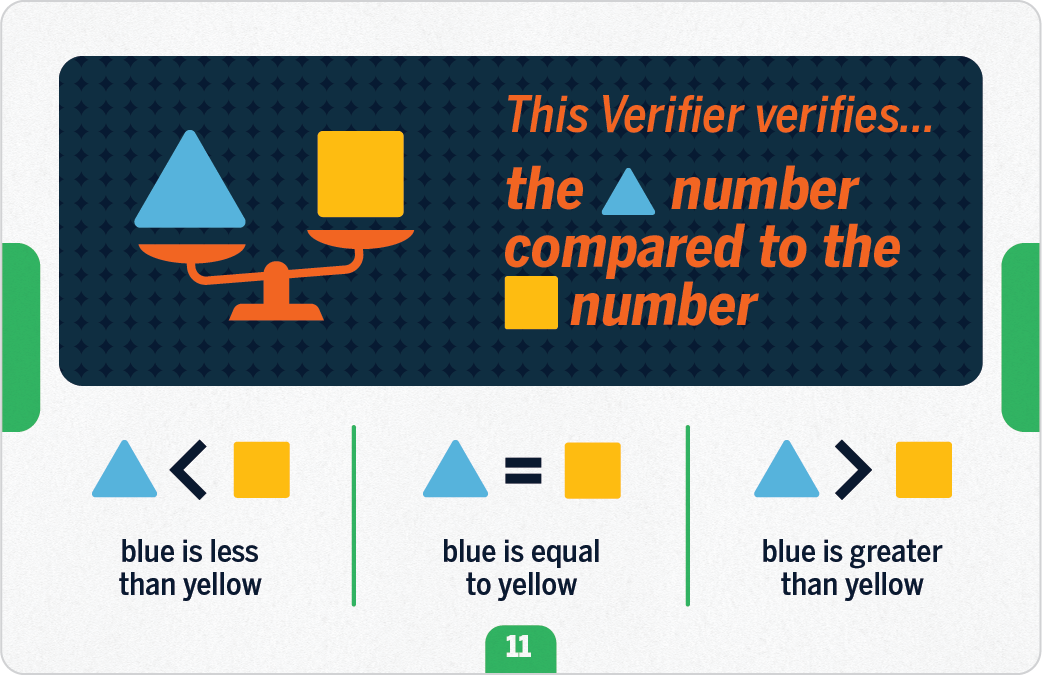 This Verifier verifies...
the number
compared to the
number
<
=
>
blue is less
than yellow
blue is equal
to yellow
blue is greater
than yellow
11